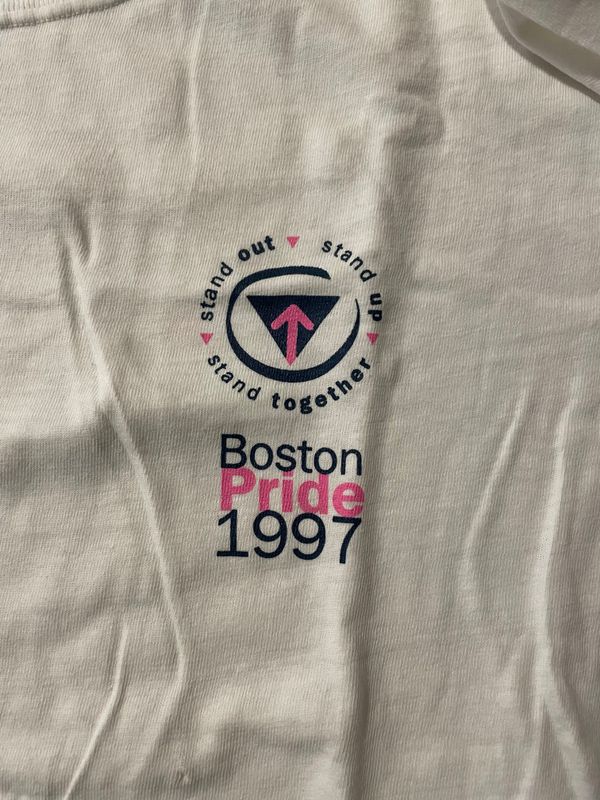 stand out
stand up
stand together
Boston
Pride
1997